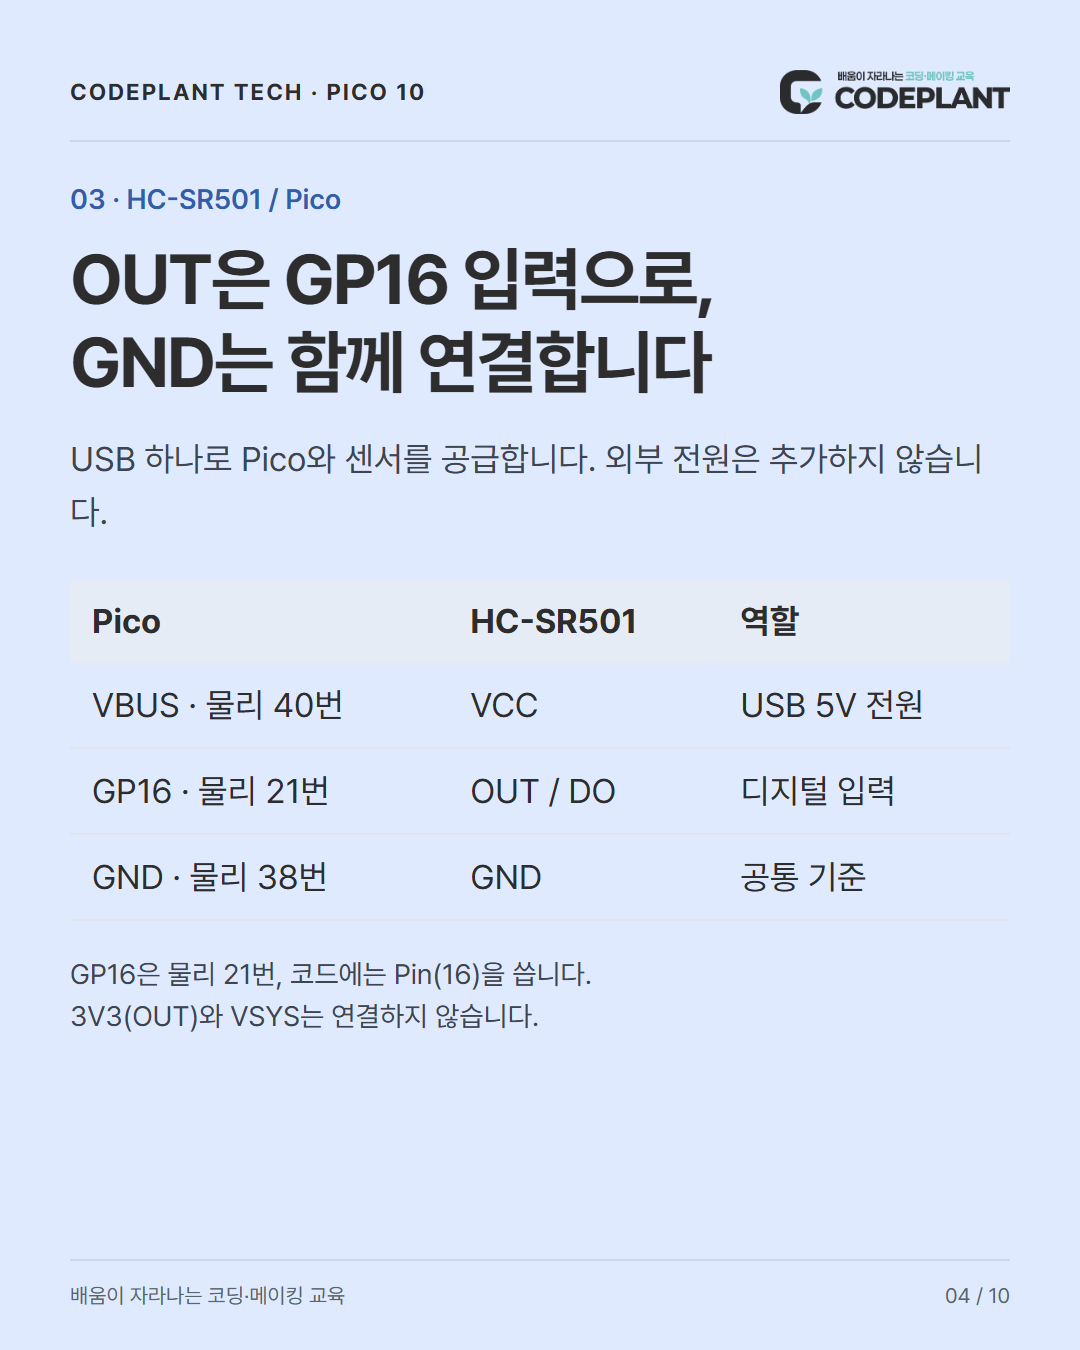 CODEPLANT TECH · PICO 10
배움이 자라나는 코딩·메이킹 교육
CODEPLANT
03 · HC-SR501 / Pico
OUT은 GP16 입력으로,
GND는 함께 연결합니다
USB 하나로 Pico와 센서를 공급합니다. 외부 전원은 추가하지 않습니
다.
Pico HC-SR501 역할
VBUS · 물리 40번 VCC USB 5V 전원
GP16 · 물리 21번 OUT / DO 디지털 입력
GND · 물리 38번 GND 공통 기준
GP16은 물리 21번, 코드에는 Pin(16)을 씁니다.
3V3(OUT)와 VSYS는 연결하지 않습니다.
배움이 자라나는 코딩·메이킹 교육 04 / 10